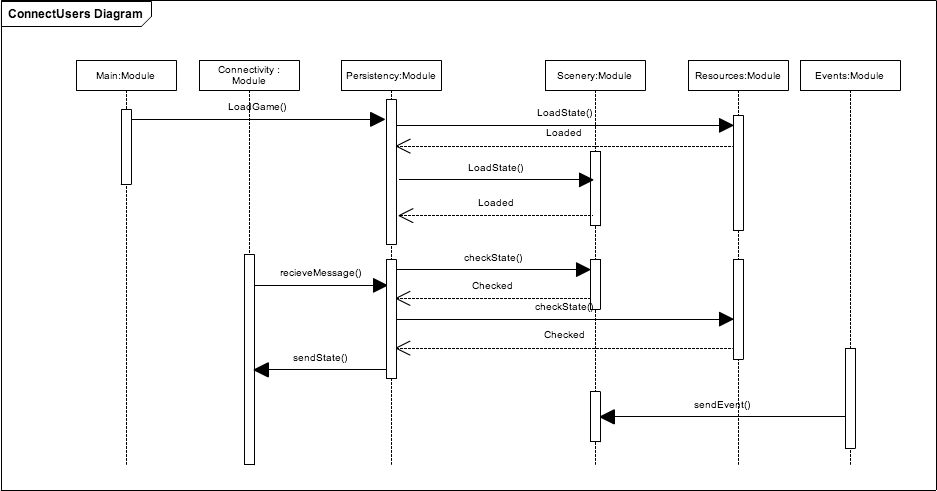 ConnectUsers Diagram
Main:Module
Connectivity :
Module
Persistency:Module
Scenery:Module
Resources:Module
Events:Module
LoadGame()
LoadState()
Loaded
LoadState()
Loaded
checkState()
recieveMessage()
Checked
checkState()
Checked
sendState()
sendEvent()